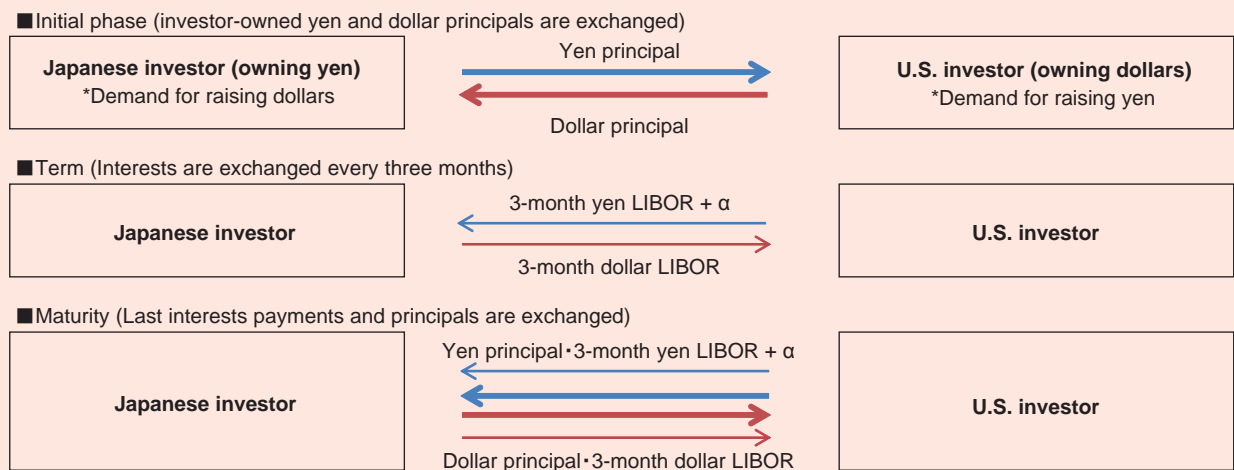 ■Initial phase (investor-owned yen and dollar principals are exchanged)
Japanese investor (owning yen)
*Demand for raising dollars
Yen principal
Dollar principal
U.S. investor (owning dollars)
*Demand for raising yen
■Term (Interests are exchanged every three months)
Japanese investor
3-month yen LIBOR + α
3-month dollar LIBOR
U.S. investor
■Maturity (Last interests payments and principals are exchanged)
Japanese investor
Yen principal・3-month yen LIBOR + α
Dollar principal・3-month dollar LIBOR
U.S. investor